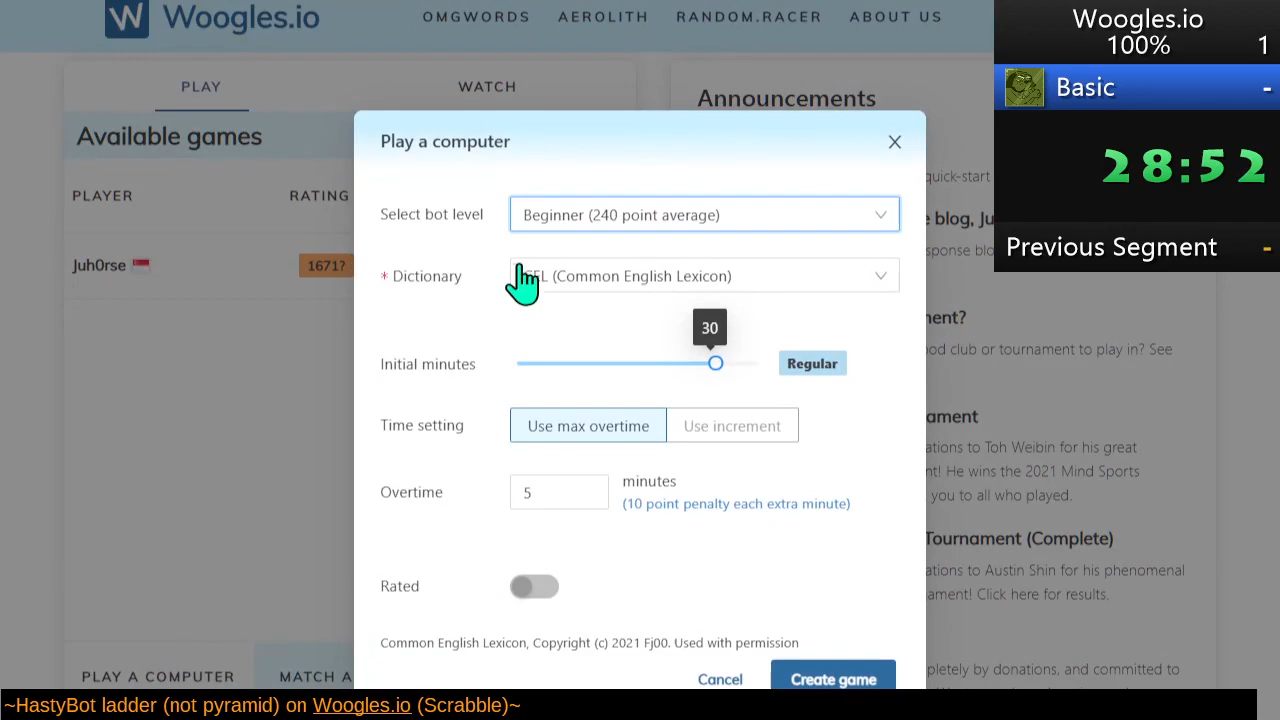 W Woogles.io
OMGWORDS AEROLITH RANDOM.RACER ABOUT US
PLAY WATCH
Available games
PLAYER RATING
Juh0rse 1671?
PLAY A COMPUTER MATCH A
Announcements
quick-start
e blog, Ju
esponse blo
ment?
od club or tournament to play in? See
ament
ations to Toh Weibin for his great
nt! He wins the 2021 Mind Sports
you to all who played.
Tournament (Complete)
ations to Austin Shin for his phenomenal
nament! Click here for results.
pletely by donations, and committed to
Play a computer
Select bot level Beginner (240 point average)
* Dictionary EL (Common English Lexicon)
30
Initial minutes Regular
Time setting Use max overtime Use increment
Overtime 5 minutes
(10 point penalty each extra minute)
Rated
Common English Lexicon, Copyright (c) 2021 Fj00. Used with permission
Cancel Create game
Woogles.io
100% 1
Basic -
28:52
Previous Segment -
~HastyBot ladder (not pyramid) on Woogles.io (Scrabble)~